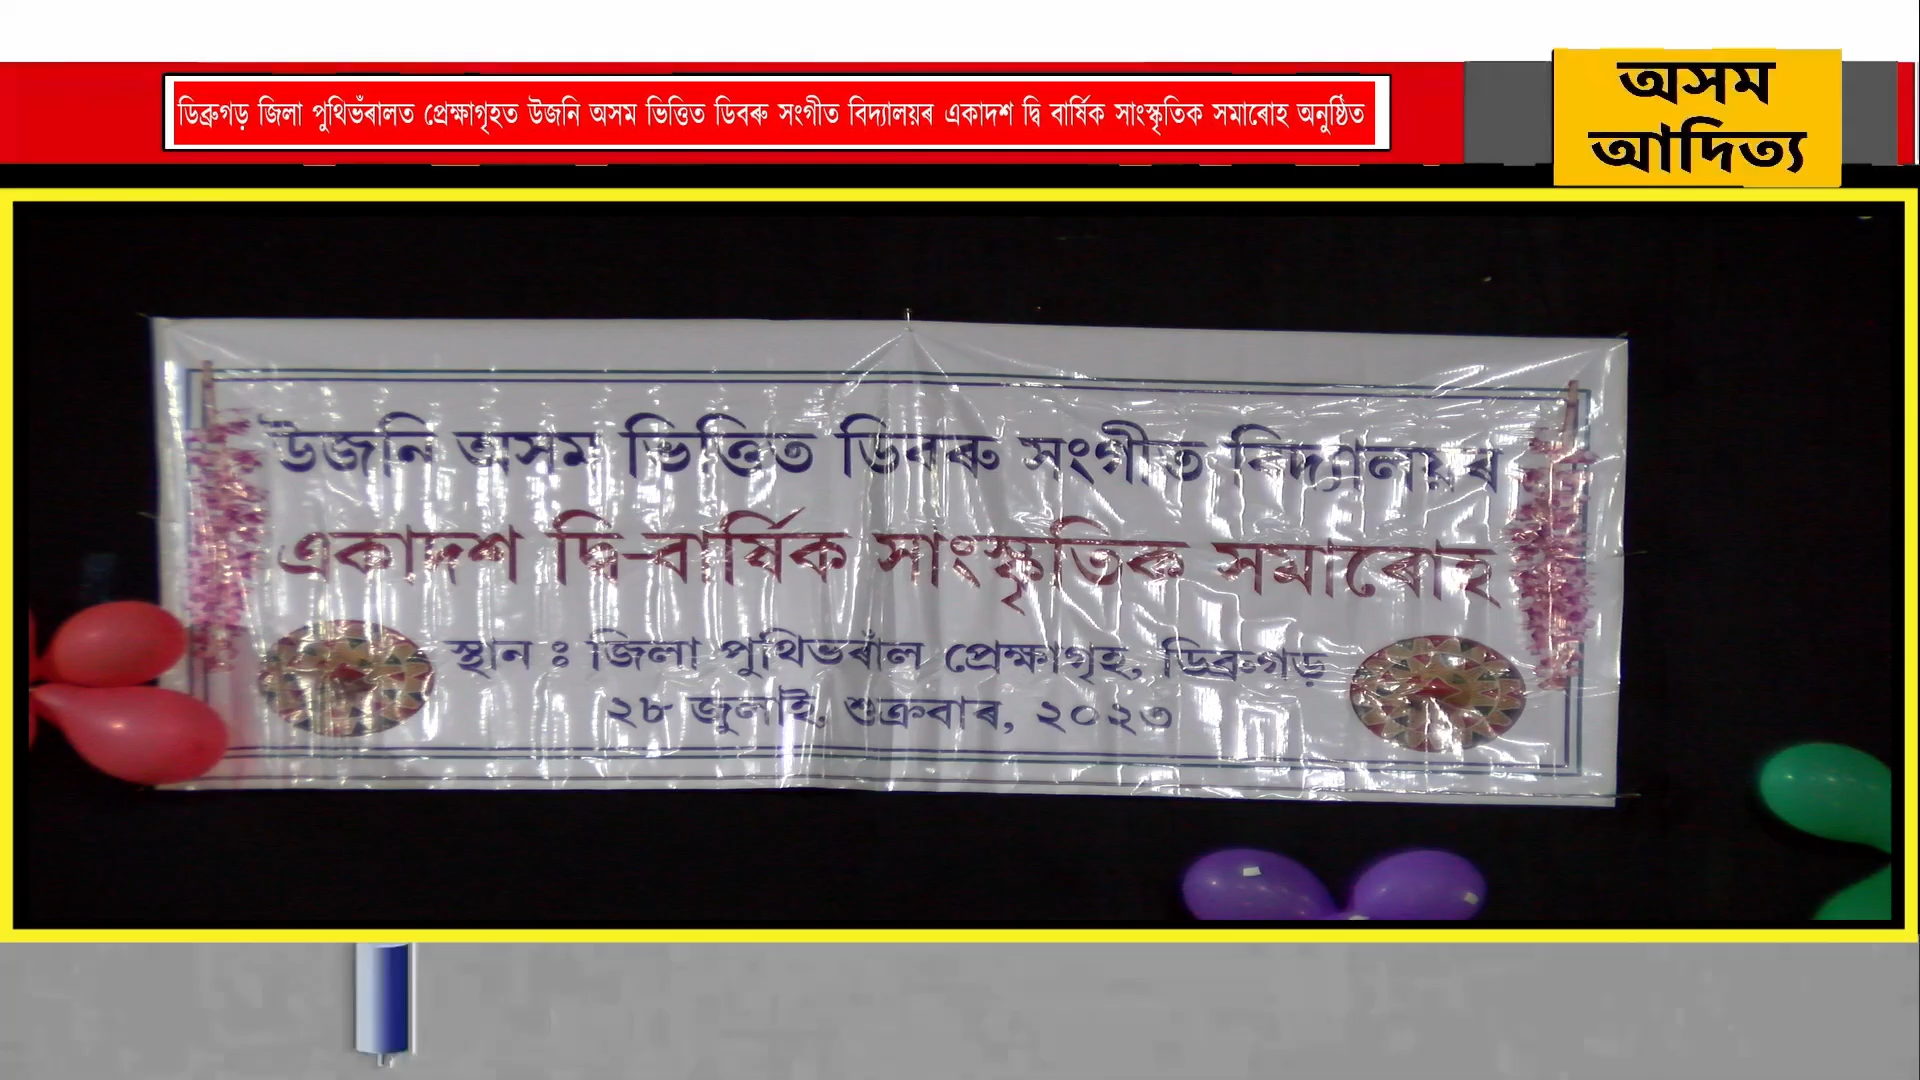 ডিব্ৰুগড় জিলা পুথিভঁৰালত প্ৰেক্ষাগৃহত উজনি অসম ভিত্তিত ডিবৰু সংগীত বিদ্যালয়ৰ একাদশ দ্বি বাৰ্ষিক সাংস্কৃতিক সমাৰোহ অনুষ্ঠিত
অসম
আদিত্য
উজনি অসম ভিত্তিত ডিবৰু সংগীত বিদ্যালয়ৰ
একাদশ দ্বি-বাৰ্ষিক সাংস্কৃতিক সমাৰোহ
স্থান : জিলা পুথিভৰাঁল প্ৰেক্ষাগৃহ, ডিব্ৰুগড়
২৮ জুলাই, শুক্ৰবাৰ, ২০২৩